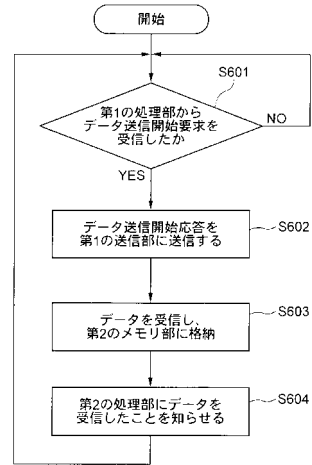 開始
S601
第1の処理部から
データ送信開始要求を
受信したか
NO
YES
データ送信開始応答を
第1の送信部に送信する
S602
データを受信し、
第2のメモリ部に格納
S603
第2の処理部にデータを
受信したことを知らせる
S604